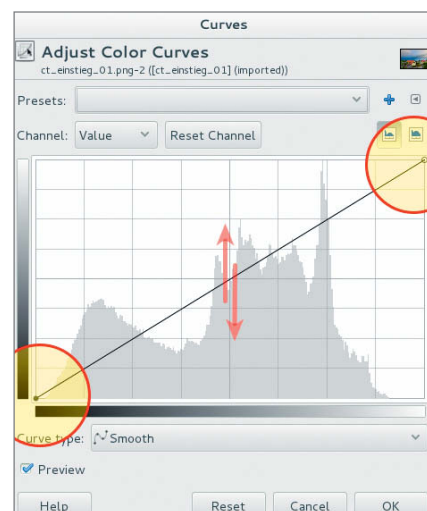 Curves
Adjust Color Curves
ct_einstieg_01.png-2 ([ct_einstieg_01] (imported))
Presets:
Channel: Value Reset Channel
Curve type: Smooth
Preview
Help Reset Cancel OK